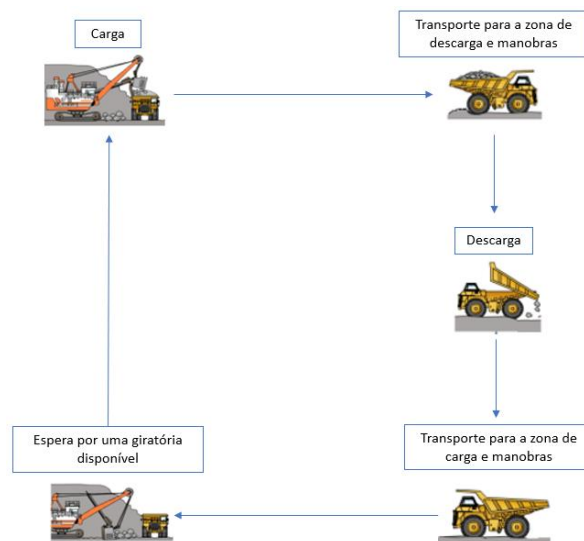 Carga
Transporte para a zona de
descarga e manobras
Descarga
Espera por uma giratória
disponível
Transporte para a zona de
carga e manobras